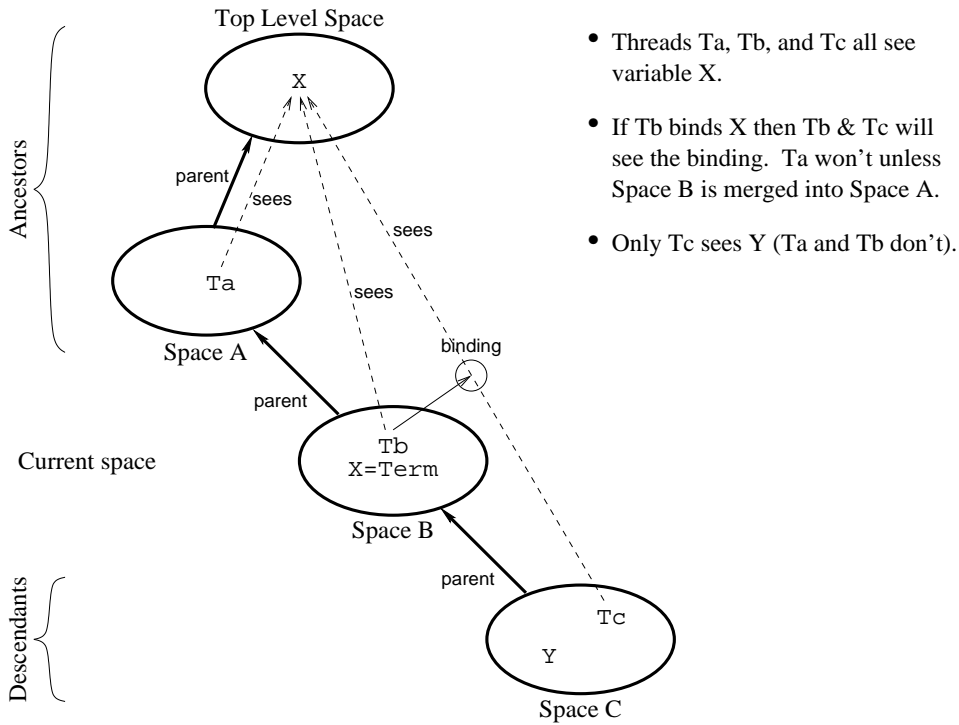 Top Level Space
X
Ancestors
parent
sees
sees
sees
Ta
Space A
binding
parent
Current space
Tb
X=Term
Space B
parent
Descendants
Tc
Y
Space C
• Threads Ta, Tb, and Tc all see
variable X.
• If Tb binds X then Tb & Tc will
see the binding. Ta won't unless
Space B is merged into Space A.
• Only Tc sees Y (Ta and Tb don't).